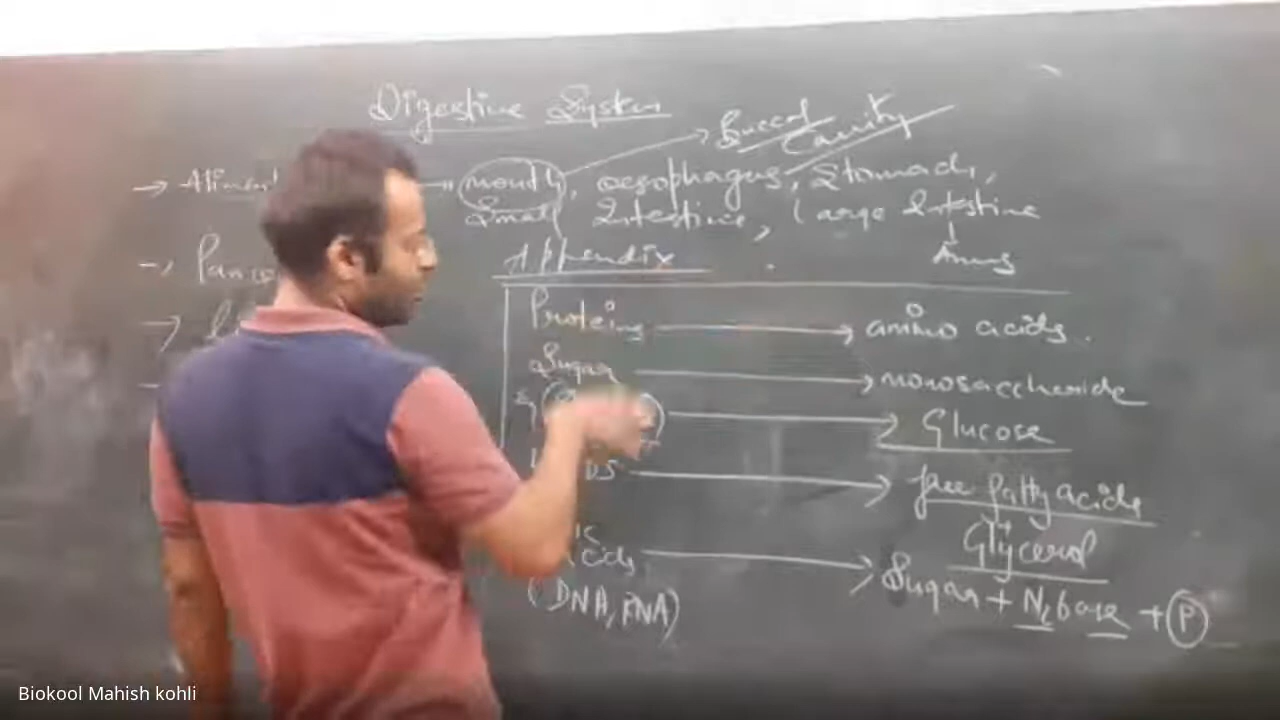 Digestive System
Buccal
Cavity
→ Aliment → mouth, oesophagus, Stomach,
Small Intestine, Large Intestine
Appendix
Anus
→ Panc
Proteins → amino acids.
Sugar → monosaccharide
Eg → Glucose
→ free fatty acids
+
Glycerol
(DNA, RNA)
→ Sugar + N2 base + P
Biokool Mahish kohli